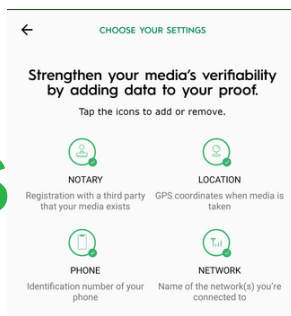 CHOOSE YOUR SETTINGS
Strengthen your media's verifiability
by adding data to your proof.
Tap the icons to add or remove.
NOTARY
Registration with a third party
that your media exists
LOCATION
GPS coordinates when media is
taken
PHONE
Identification number of your
phone
NETWORK
Name of the network(s) you're
connected to